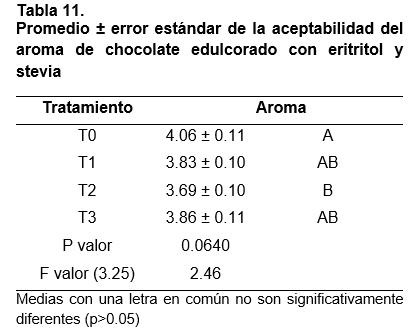 Tabla 11.
Promedio ± error estándar de la aceptabilidad del
aroma de chocolate edulcorado con eritritol y
stevia
Tratamiento Aroma
T0 4.06 ± 0.11 A
T1 3.83 ± 0.10 AB
T2 3.69 ± 0.10 B
T3 3.86 ± 0.11 AB
P valor 0.0640
F valor (3.25) 2.46
Medias con una letra en común no son significativamente
diferentes (p>0.05)